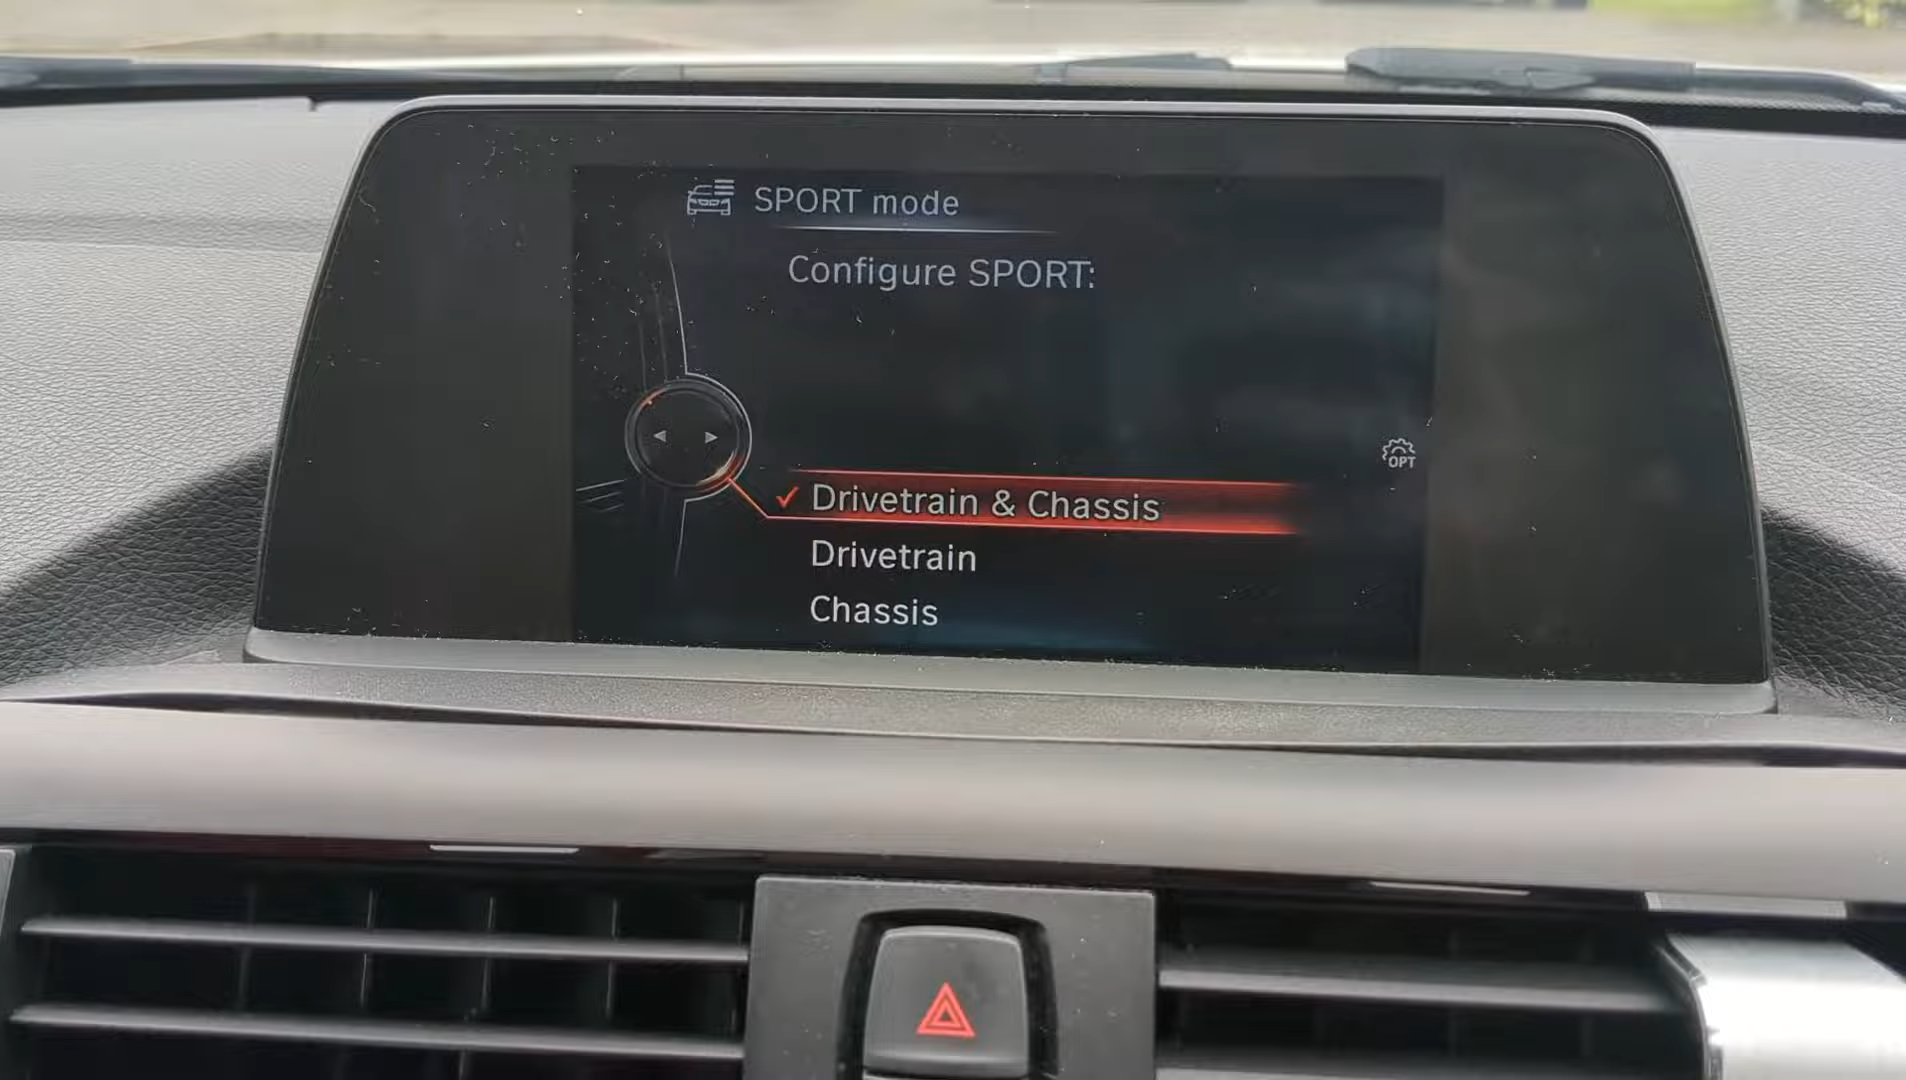 SPORT mode
Configure SPORT:
OPT
Drivetrain & Chassis
Drivetrain
Chassis